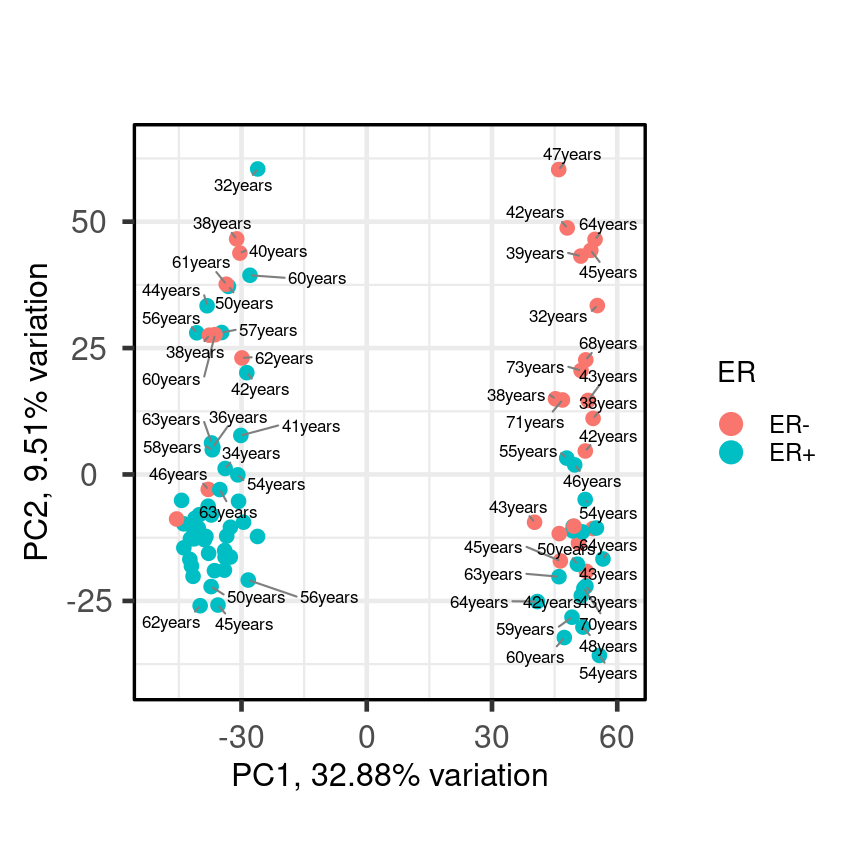 47years
32years
42years
38years
64years
40years
39years
61years
60years
45years
44years
50years
56years
32years
57years
38years
68years
62years
73years
60years
43years
42years
38years
38years
63years
36years
71years
41years
58years
42years
34years
55years
46years
54years
46years
43years
63years
54years
45years
50years
64years
63years
43years
50years
56years
64years
42years
43years
62years
45years
59years
70years
48years
60years
54years
50
25
0
-25
-30
0
30
60
PC1, 32.88% variation
PC2, 9.51% variation
ER
ER-
ER+